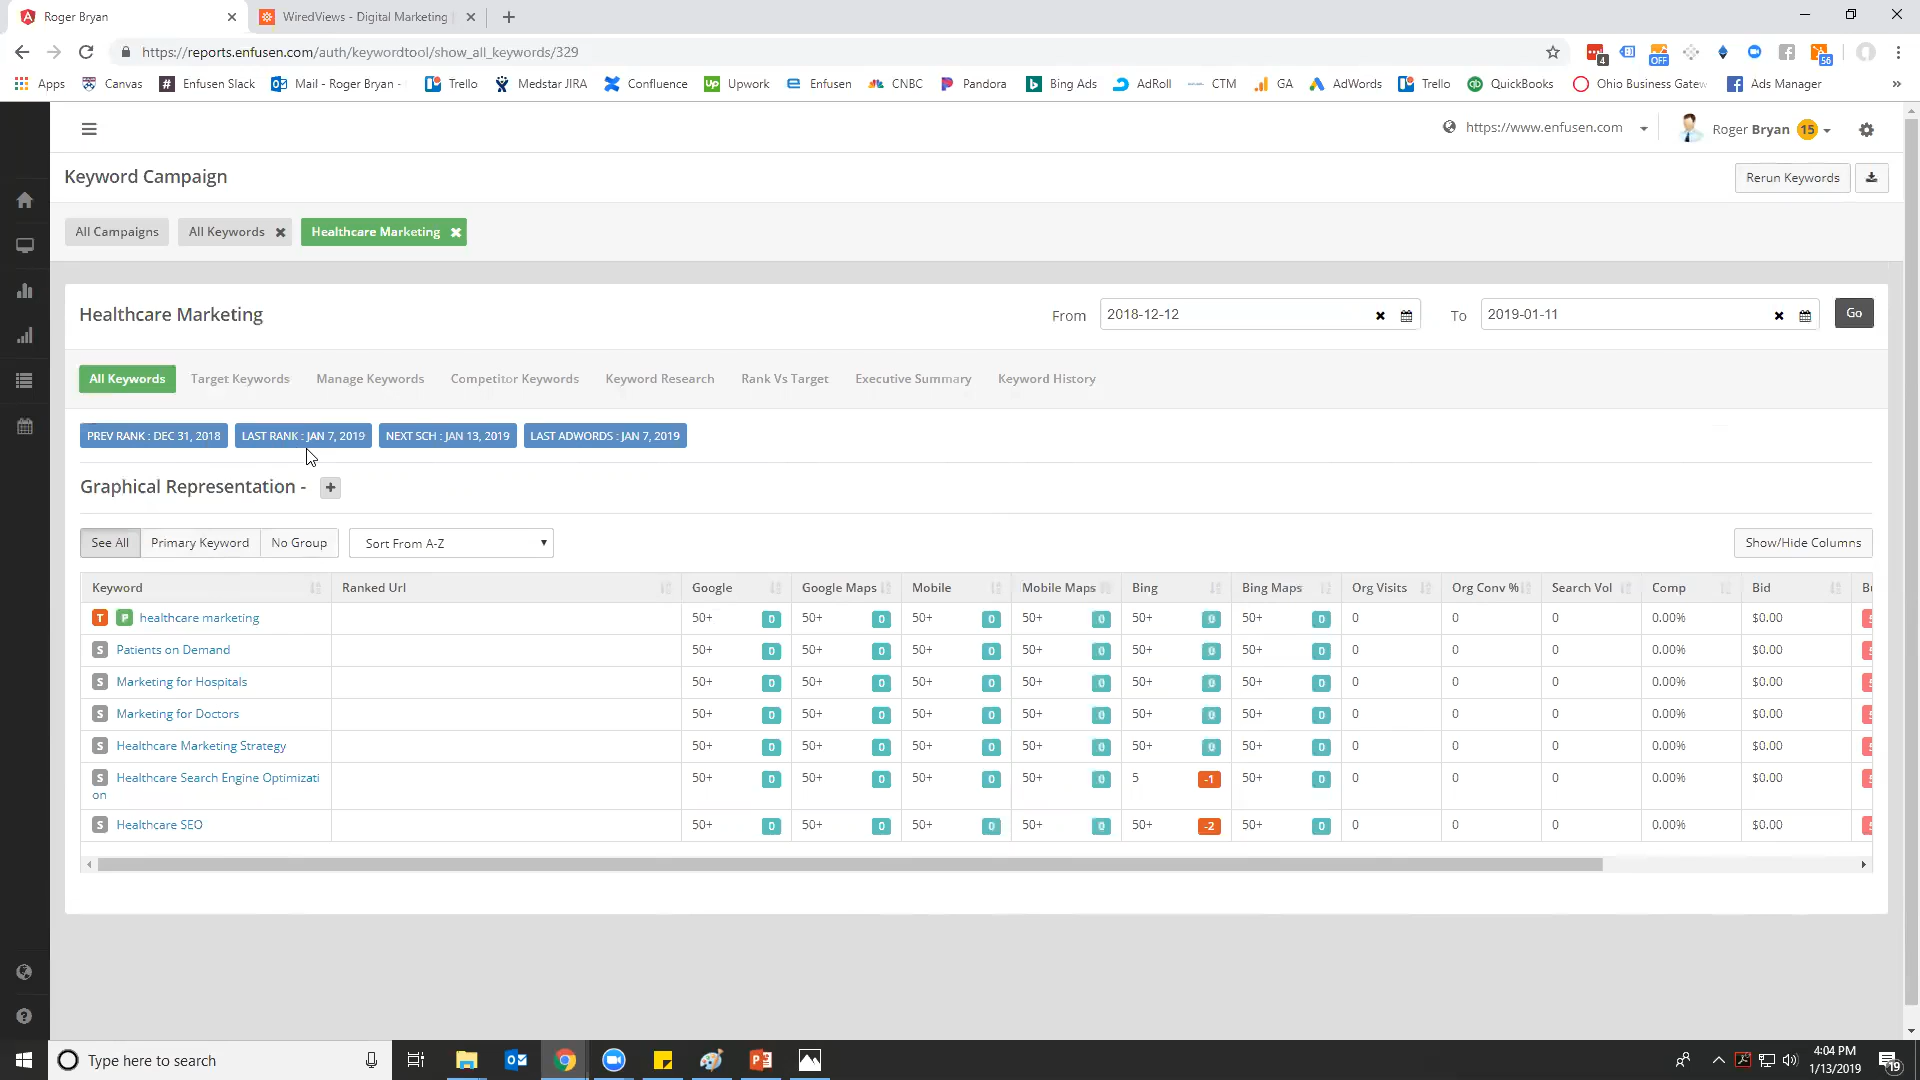 Roger Bryan
WiredViews - Digital Marketing
https://reports.enfusen.com/auth/keywordtool/show_all_keywords/329
4
OFF
56
Apps Canvas Enfusen Slack Mail - Roger Bryan - Trello Medstar JIRA Confluence Upwork Enfusen CNBC Pandora Bing Ads AdRoll CTM GA AdWords Trello QuickBooks Ohio Business Gatew Ads Manager »
https://www.enfusen.com Roger Bryan 15
Keyword Campaign
Rerun Keywords
All Campaigns All Keywords Healthcare Marketing
Healthcare Marketing From 2018-12-12 To 2019-01-11 Go
All Keywords Target Keywords Manage Keywords Competitor Keywords Keyword Research Rank Vs Target Executive Summary Keyword History
PREV RANK : DEC 31, 2018 LAST RANK : JAN 7, 2019 NEXT SCH : JAN 13, 2019 LAST ADWORDS : JAN 7, 2019
Graphical Representation - +
See All Primary Keyword No Group Sort From A-Z Show/Hide Columns
Keyword Ranked Url Google Google Maps Mobile Mobile Maps Bing Bing Maps Org Visits Org Conv % Search Vol Comp Bid
T P healthcare marketing 50+ 0 50+ 0 50+ 0 50+ 0 50+ 0 50+ 0 0 0 0 0.00% $0.00
S Patients on Demand 50+ 0 50+ 0 50+ 0 50+ 0 50+ 0 50+ 0 0 0 0 0.00% $0.00
S Marketing for Hospitals 50+ 0 50+ 0 50+ 0 50+ 0 50+ 0 50+ 0 0 0 0 0.00% $0.00
S Marketing for Doctors 50+ 0 50+ 0 50+ 0 50+ 0 50+ 0 50+ 0 0 0 0 0.00% $0.00
S Healthcare Marketing Strategy 50+ 0 50+ 0 50+ 0 50+ 0 50+ 0 50+ 0 0 0 0 0.00% $0.00
S Healthcare Search Engine Optimizati 50+ 0 50+ 0 50+ 0 50+ 0 5 -1 50+ 0 0 0 0 0.00% $0.00
on
S Healthcare SEO 50+ 0 50+ 0 50+ 0 50+ 0 50+ -2 50+ 0 0 0 0 0.00% $0.00
Type here to search
4:04 PM
1/13/2019
19